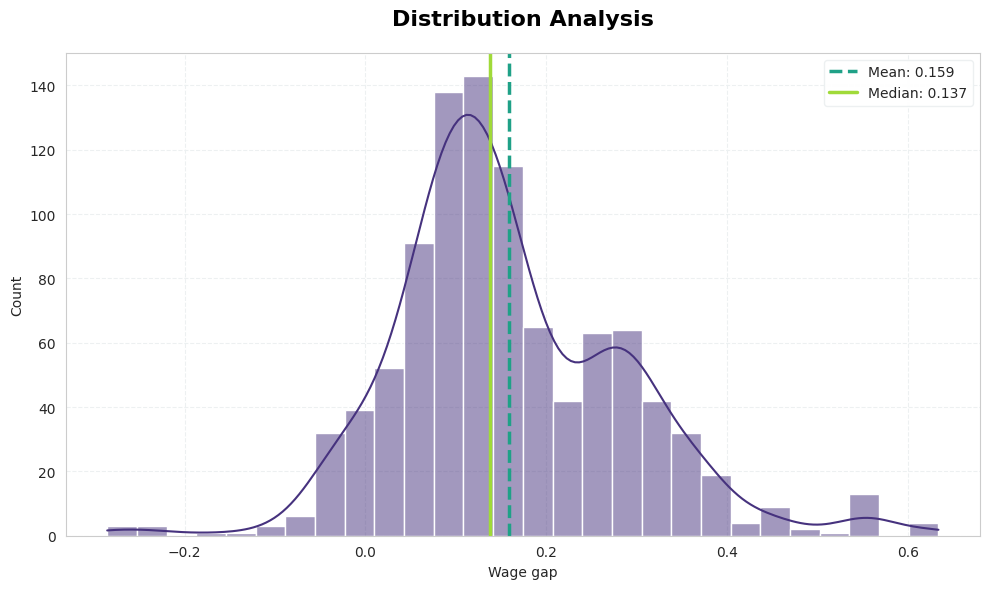 Distribution Analysis
Mean: 0.159
Median: 0.137
Count
140
120
100
80
60
40
20
0
−0.2
0.0
0.2
0.4
0.6
Wage gap